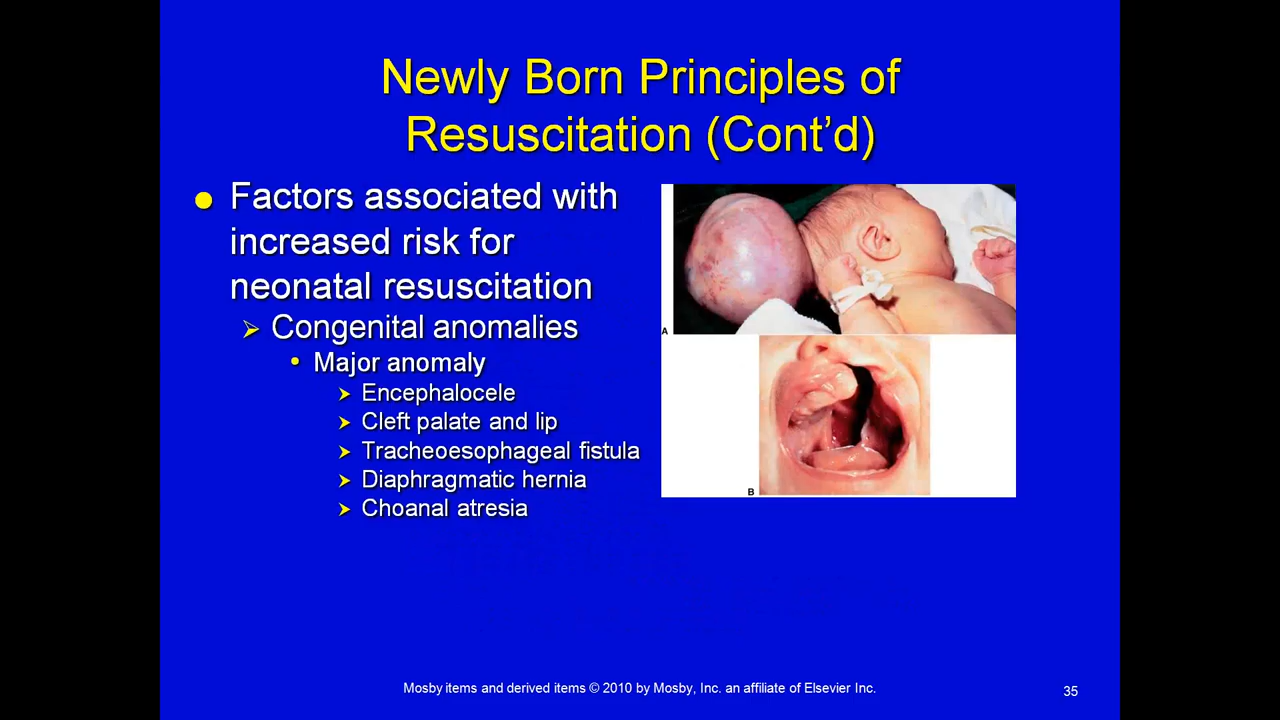 Newly Born Principles of
Resuscitation (Cont’d)
Factors associated with
increased risk for
neonatal resuscitation
Congenital anomalies
Major anomaly
Encephalocele
Cleft palate and lip
Tracheoesophageal fistula
Diaphragmatic hernia
Choanal atresia
A
B
Mosby items and derived items © 2010 by Mosby, Inc. an affiliate of Elsevier Inc.
35